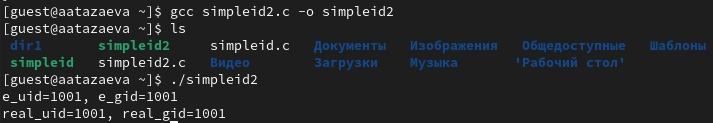 [guest@aatazaeva ~]$ gcc simpleid2.c -o simpleid2
[guest@aatazaeva ~]$ ls
dir1 simpleid2 simpleid.c Документы Изображения Общедоступные Шаблоны
simpleid simpleid2.c Видео Загрузки Музыка 'Рабочий стол'
[guest@aatazaeva ~]$ ./simpleid2
e_uid=1001, e_gid=1001
real_uid=1001, real_gid=1001